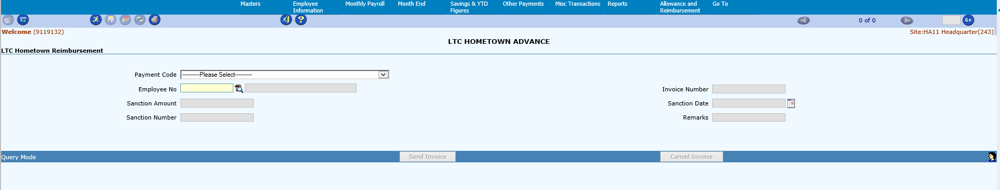 Masters
Employee Information
Monthly Payroll
Month End
Savings & YTD Figures
Other Payments
Misc Transactions
Reports
Allowance and Reimbursement
Go To
?
0 of 0
Go
Welcome (9119132)
Site:HA11 Headquarter(243)
LTC HOMETOWN ADVANCE
LTC Hometown Reimbursement
Payment Code ---------Please Select---------
Employee No
Invoice Number
Sanction Amount
Sanction Date
Sanction Number
Remarks
Query Mode
Send Invoice
Cancel Invoice